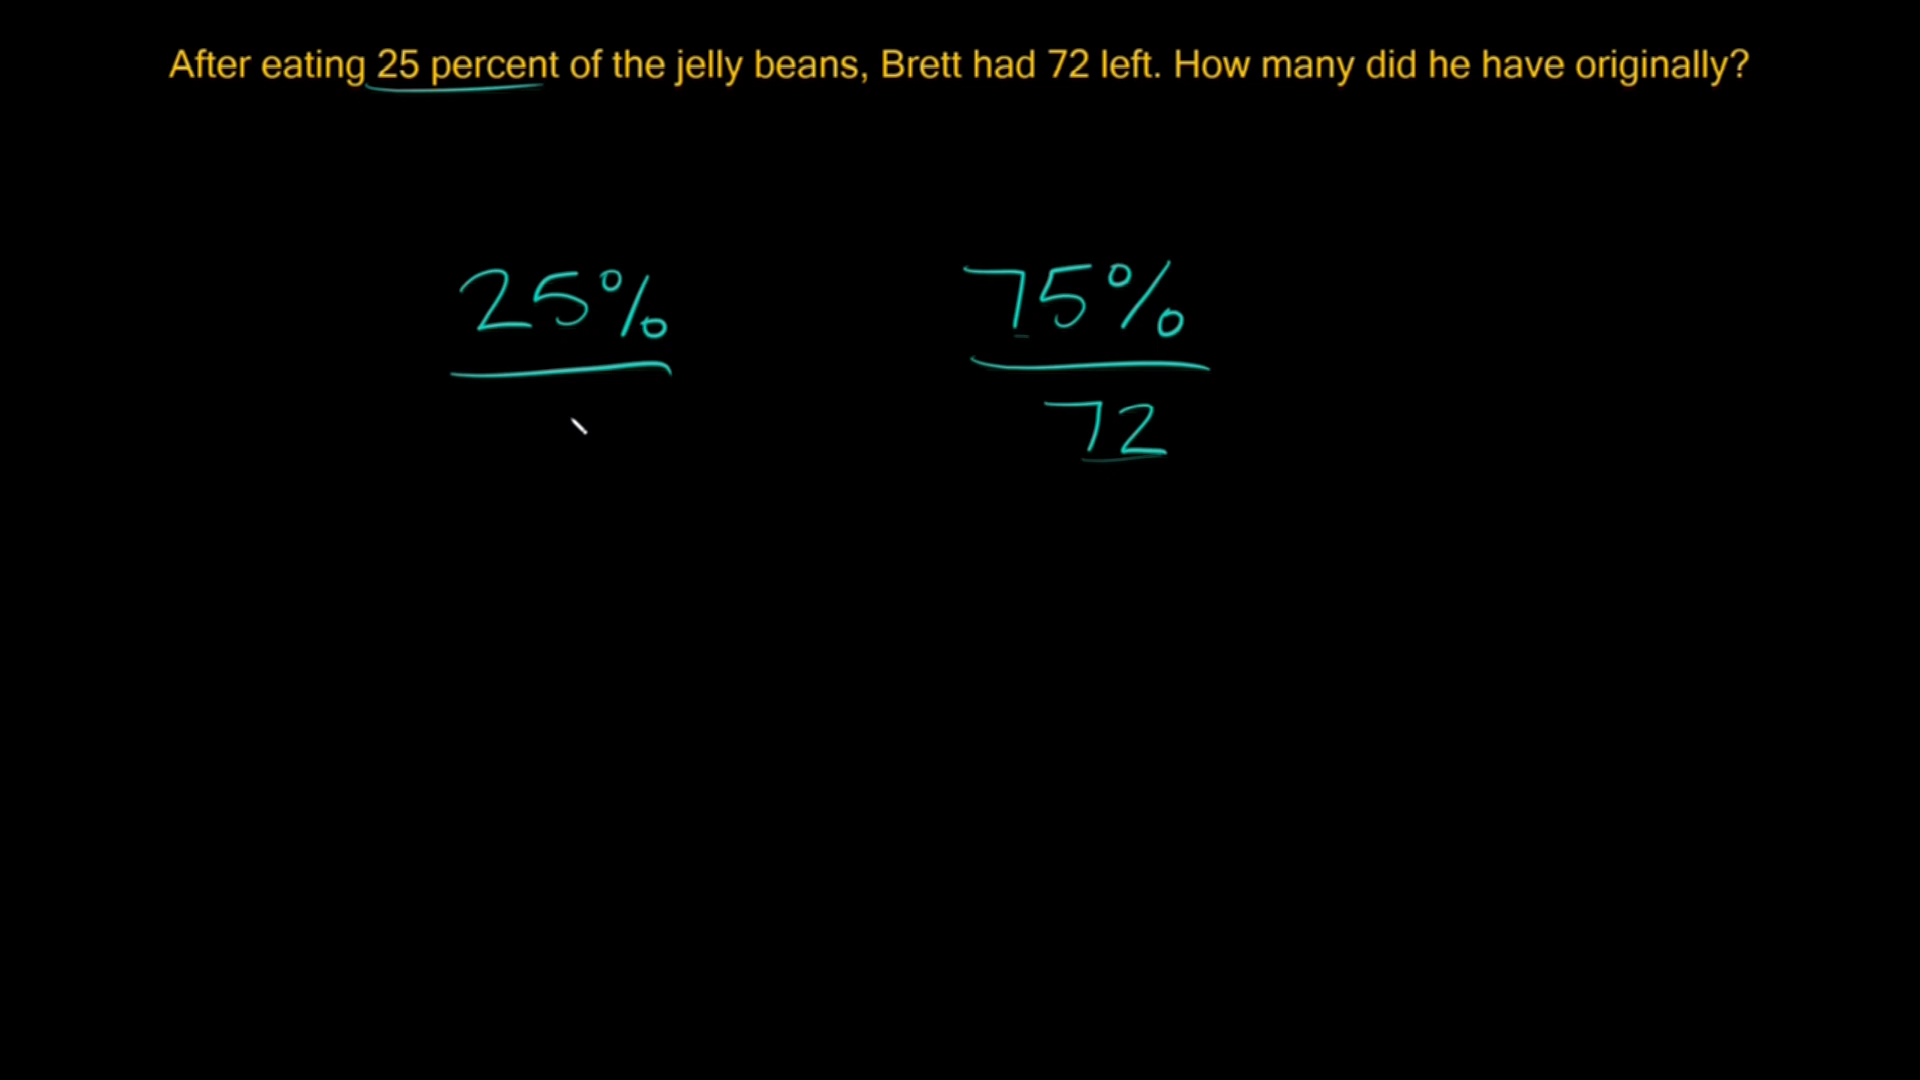 After eating 25 percent of the jelly beans, Brett had 72 left. How many did he have originally?
25% 75%
72